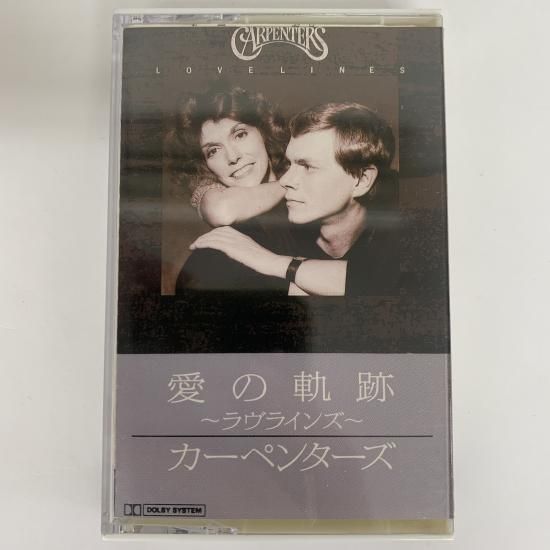 CARPENTERS
LOVELINES
愛の軌跡
～ラヴラインズ～
カーペンターズ
DOLBY SYSTEM